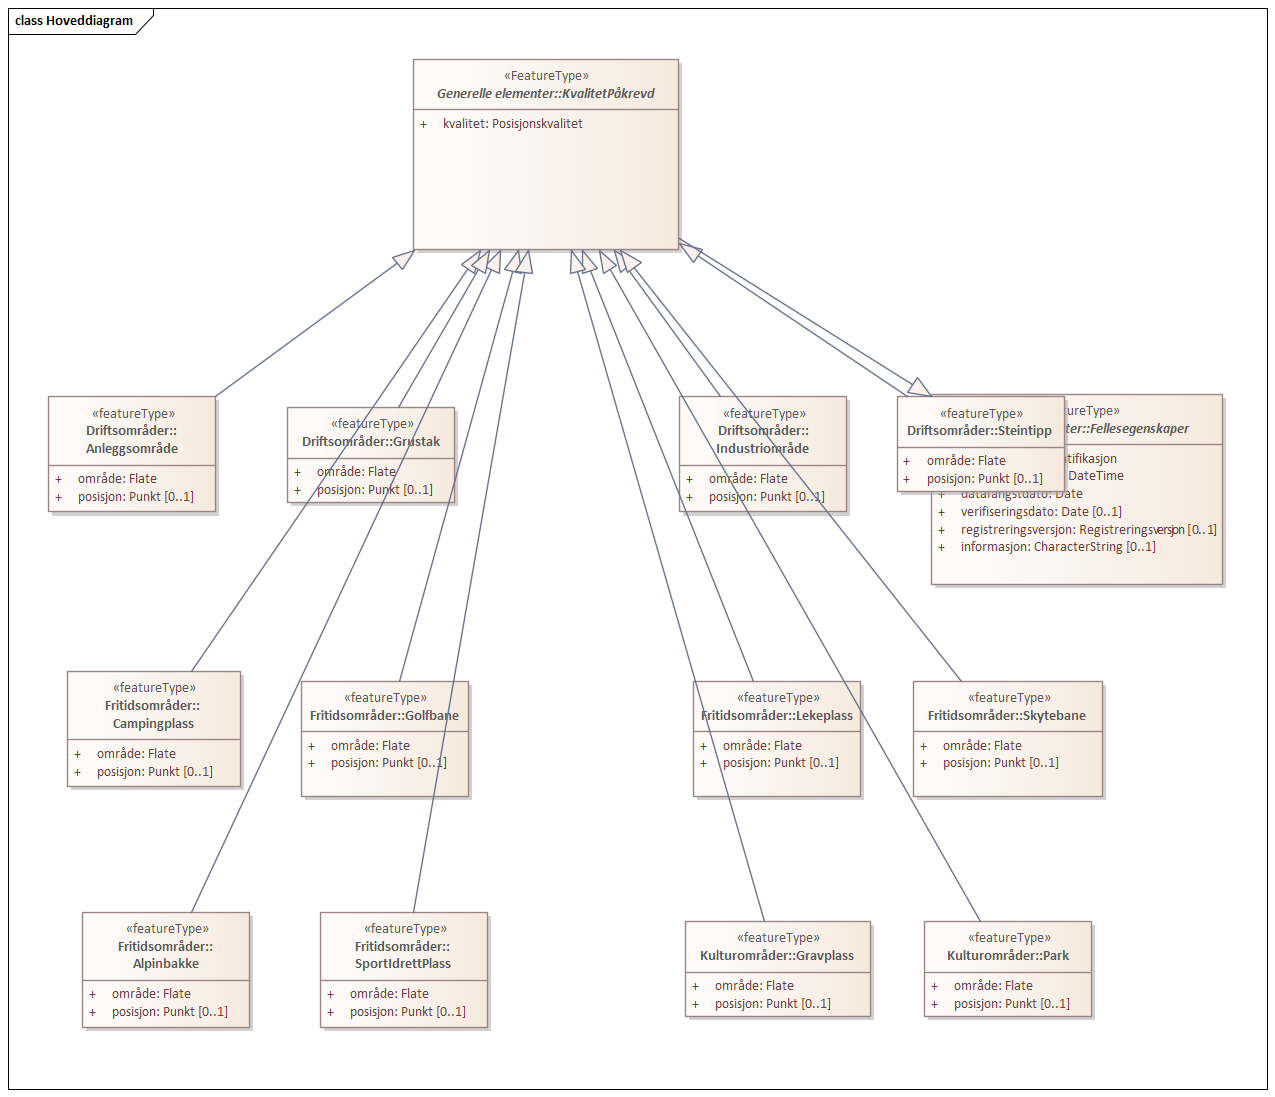 class Hoveddiagram
«FeatureType»
Generelle elementer::KvalitetPåkrevd
+ kvalitet: Posisjonskvalitet
«featureType»
Driftsområder::
Anleggsområde
+ område: Flate
+ posisjon: Punkt [0..1]
«featureType»
Driftsområder::Grustak
+ område: Flate
+ posisjon: Punkt [0..1]
«featureType»
Driftsområder::
Industriområde
+ område: Flate
+ posisjon: Punkt [0..1]
«featureType»
Driftsområder::Steintipp
+ område: Flate
+ posisjon: Punkt [0..1]
ureType»
ter::Fellesegenskaper
tifikasjon
DateTime
+ datafangstdato: Date
+ verifiseringsdato: Date [0..1]
+ registreringsversjon: Registreringsversjon [0..1]
+ informasjon: CharacterString [0..1]
«featureType»
Fritidsområder::
Campingplass
+ område: Flate
+ posisjon: Punkt [0..1]
«featureType»
Fritidsområder::Golfbane
+ område: Flate
+ posisjon: Punkt [0..1]
«featureType»
Fritidsområder::Lekeplass
+ område: Flate
+ posisjon: Punkt [0..1]
«featureType»
Fritidsområder::Skytebane
+ område: Flate
+ posisjon: Punkt [0..1]
«featureType»
Fritidsområder::
Alpinbakke
+ område: Flate
+ posisjon: Punkt [0..1]
«featureType»
Fritidsområder::
SportIdrettPlass
+ område: Flate
+ posisjon: Punkt [0..1]
«featureType»
Kulturområder::Gravplass
+ område: Flate
+ posisjon: Punkt [0..1]
«featureType»
Kulturområder::Park
+ område: Flate
+ posisjon: Punkt [0..1]